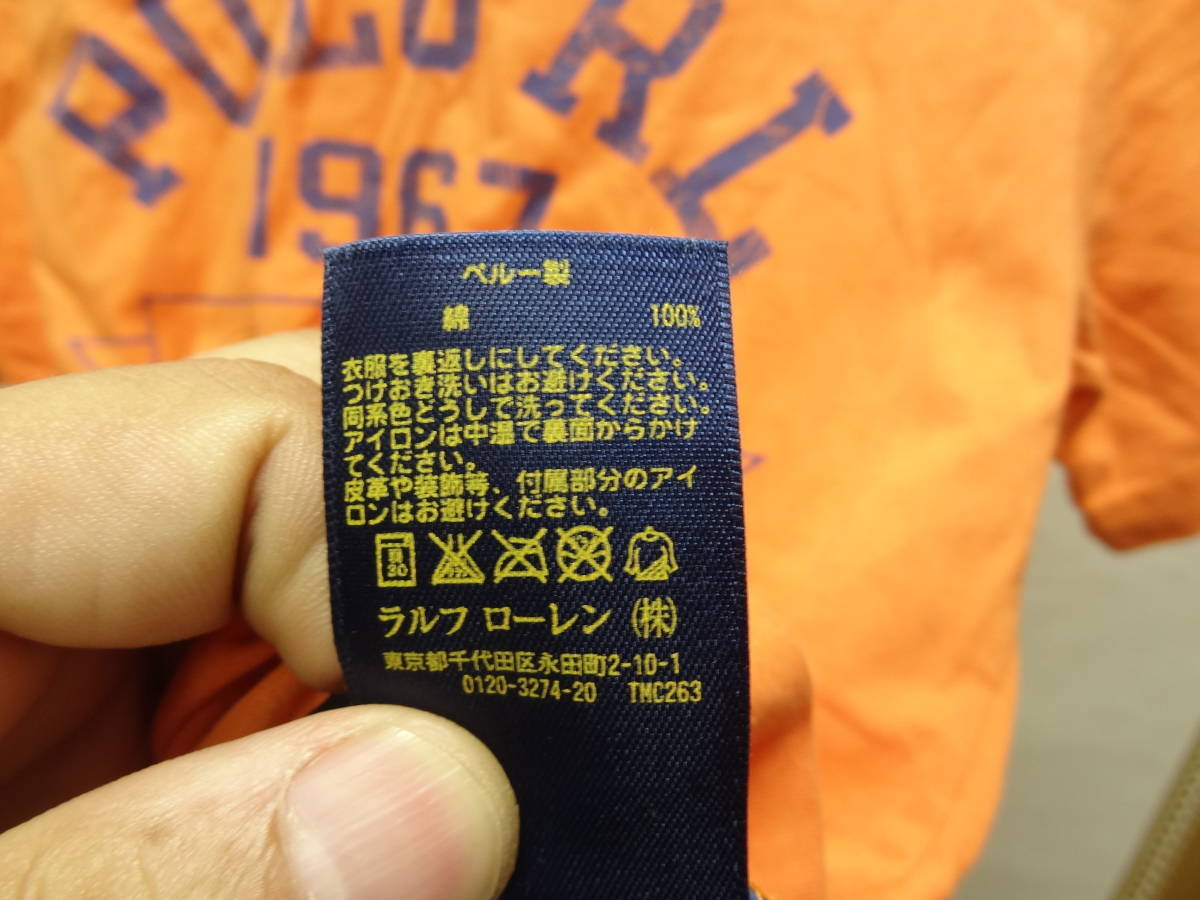 POLO RL
1967
ペルー製
綿 100%
衣服を裏返しにしてください。
つけおき洗いはお避けください。
同系色どうしで洗ってください。
アイロンは中温で裏面からかけ
てください。
皮革や装飾等、付属部分のアイ
ロンはお避けください。
30
ラルフ ローレン (株)
東京都千代田区永田町2-10-1
0120-3274-20 TMC263